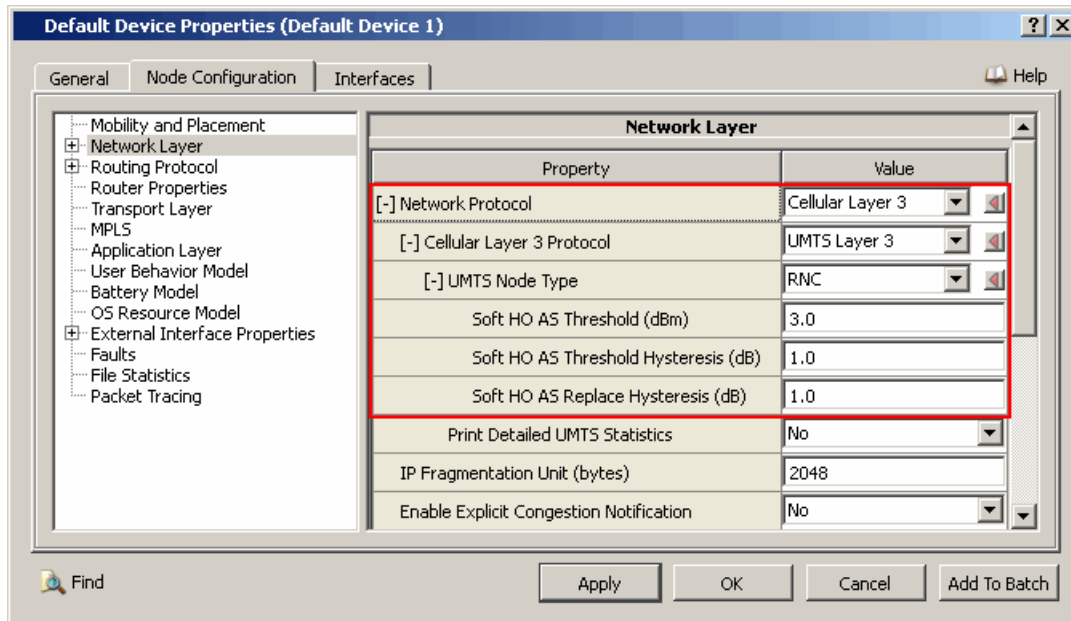 Default Device Properties (Default Device 1)
General
Node Configuration
Interfaces
Help
Mobility and Placement
Network Layer
Routing Protocol
Router Properties
Transport Layer
MPLS
Application Layer
User Behavior Model
Battery Model
OS Resource Model
External Interface Properties
Faults
File Statistics
Packet Tracing
Network Layer
Property Value
[-] Network Protocol Cellular Layer 3
[-] Cellular Layer 3 Protocol UMTS Layer 3
[-] UMTS Node Type RNC
Soft HO AS Threshold (dBm) 3.0
Soft HO AS Threshold Hysteresis (dB) 1.0
Soft HO AS Replace Hysteresis (dB) 1.0
Print Detailed UMTS Statistics No
IP Fragmentation Unit (bytes) 2048
Enable Explicit Congestion Notification No
Find
Apply
OK
Cancel
Add To Batch